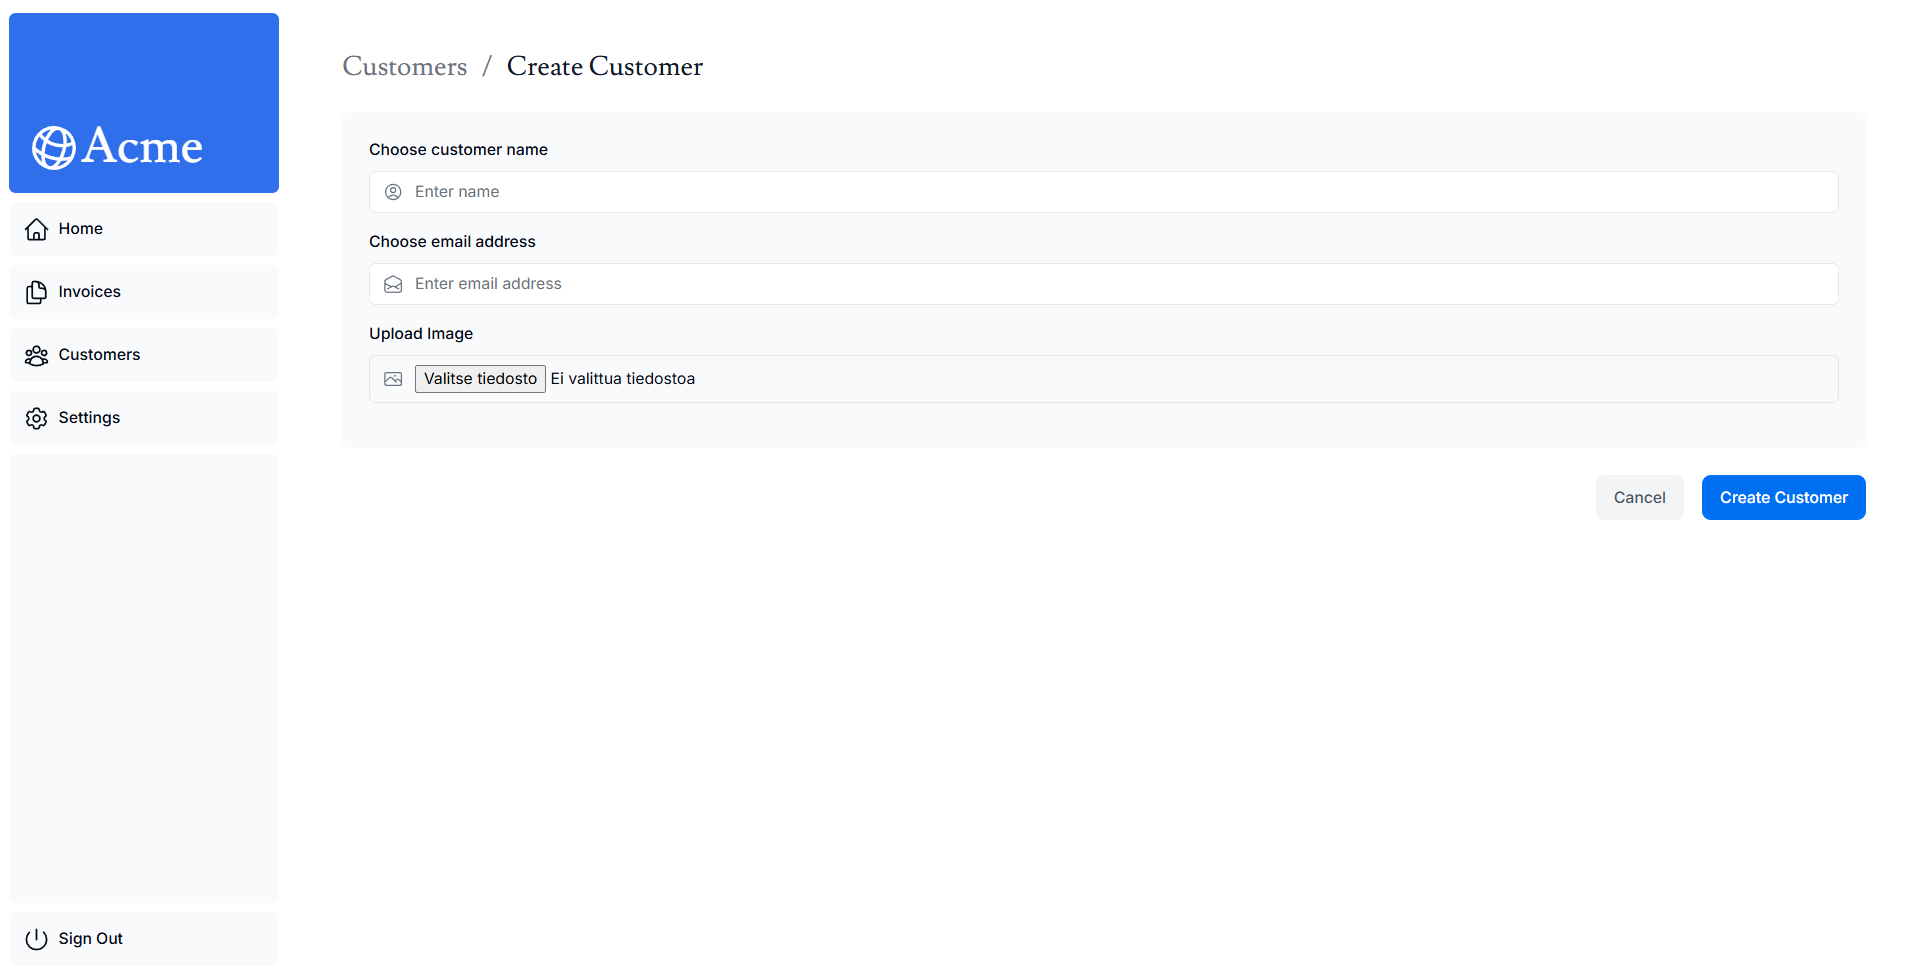 Acme
Home
Invoices
Customers
Settings
Sign Out
Customers / Create Customer
Choose customer name
Enter name
Choose email address
Enter email address
Upload Image
Valitse tiedosto Ei valittua tiedostoa
Cancel
Create Customer